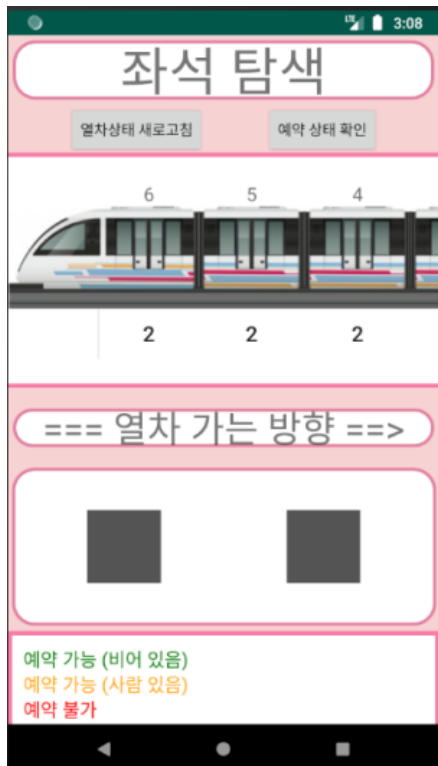 LTE 3:08
좌석 탐색
열차상태 새로고침 예약 상태 확인
6 5 4
2 2 2
=== 열차 가는 방향 ==>
예약 가능 (비어 있음)
예약 가능 (사람 있음)
예약 불가